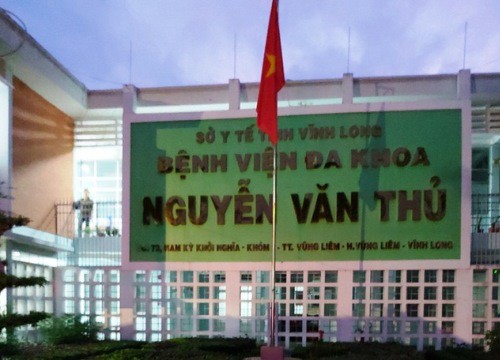 SỞ Y TẾ TỈNH VĨNH LONG
BỆNH VIỆN ĐA KHOA
NGUYỄN VĂN THỦ
NAM KỲ KHỞI NGHĨA - KHÓM - TT. VŨNG LIÊM - H. VŨNG LIÊM - VĨNH LONG